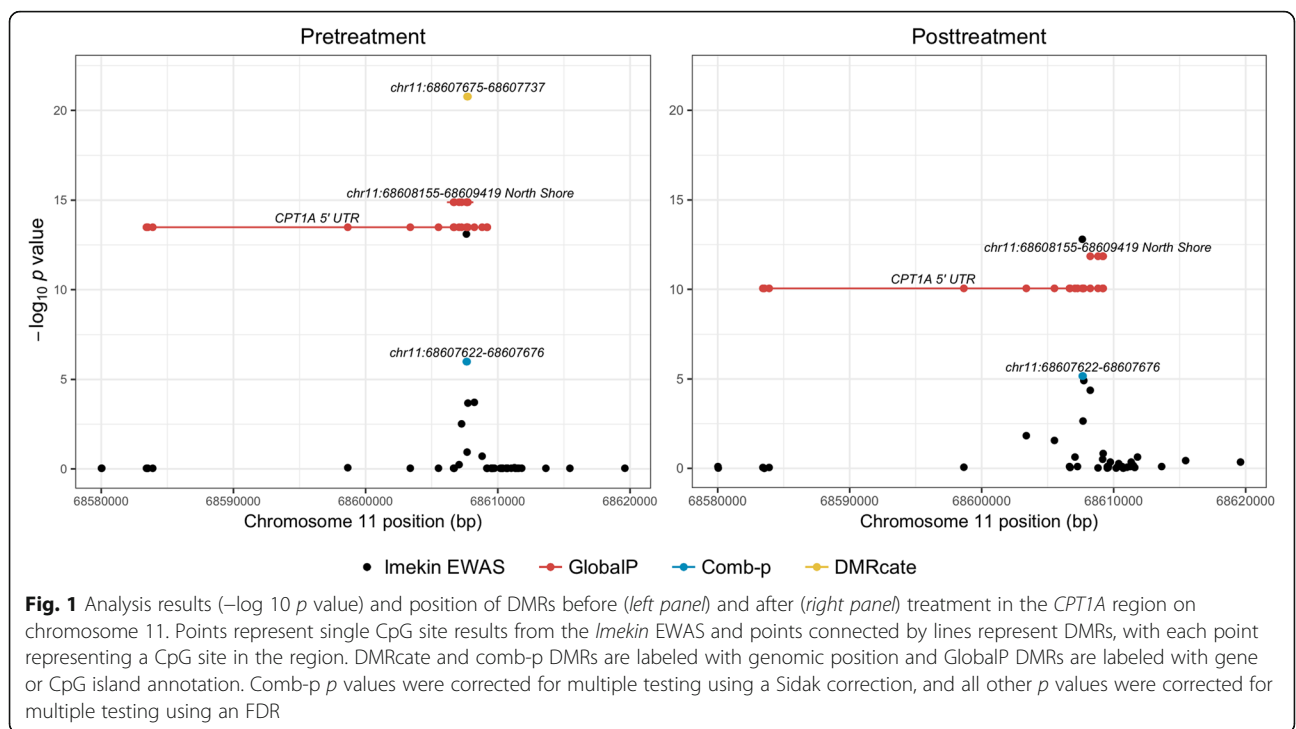 Pretreatment
Posttreatment
−log10 p value
20
15
10
5
0
chr11:68607675-68607737
chr11:68608155-68609419 North Shore
CPT1A 5' UTR
chr11:68607622-68607676
68580000 68590000 68600000 68610000 68620000
Chromosome 11 position (bp)
20
15
10
5
0
chr11:68608155-68609419 North Shore
CPT1A 5' UTR
chr11:68607622-68607676
68580000 68590000 68600000 68610000 68620000
Chromosome 11 position (bp)
lmekin EWAS GlobalP Comb-p DMRcate
Fig. 1 Analysis results (−log 10 p value) and position of DMRs before (left panel) and after (right panel) treatment in the CPT1A region on
chromosome 11. Points represent single CpG site results from the lmekin EWAS and points connected by lines represent DMRs, with each point
representing a CpG site in the region. DMRcate and comb-p DMRs are labeled with genomic position and GlobalP DMRs are labeled with gene
or CpG island annotation. Comb-p p values were corrected for multiple testing using a Sidak correction, and all other p values were corrected for
multiple testing using an FDR